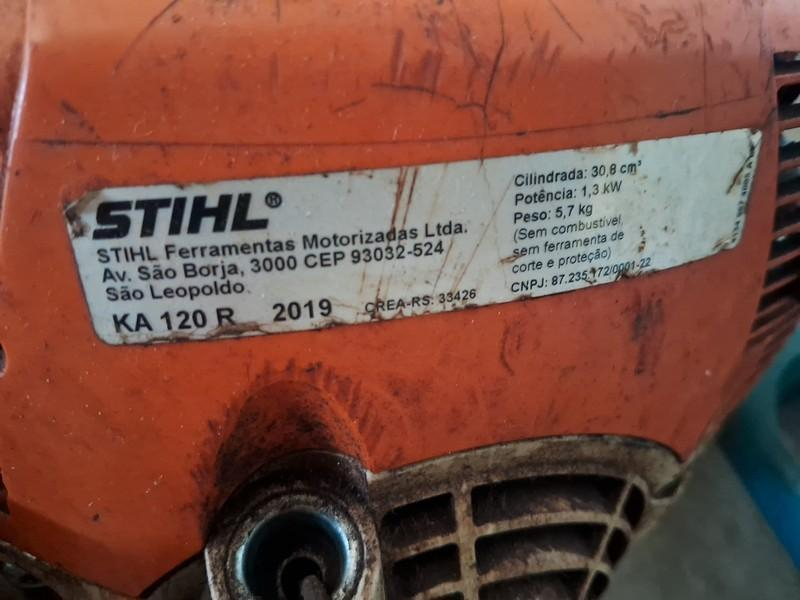 STIHL®
STIHL Ferramentas Motorizadas Ltda.
Av. São Borja, 3000 CEP 93032-524
São Leopoldo
KA 120 R 2019 CREA-RS: 33426
Cilindrada: 30,8 cm³
Potência: 1,3 kW
Peso: 5,7 kg
(Sem combustível,
sem ferramenta de
corte e proteção)
CNPJ: 87.235.172/0001-22